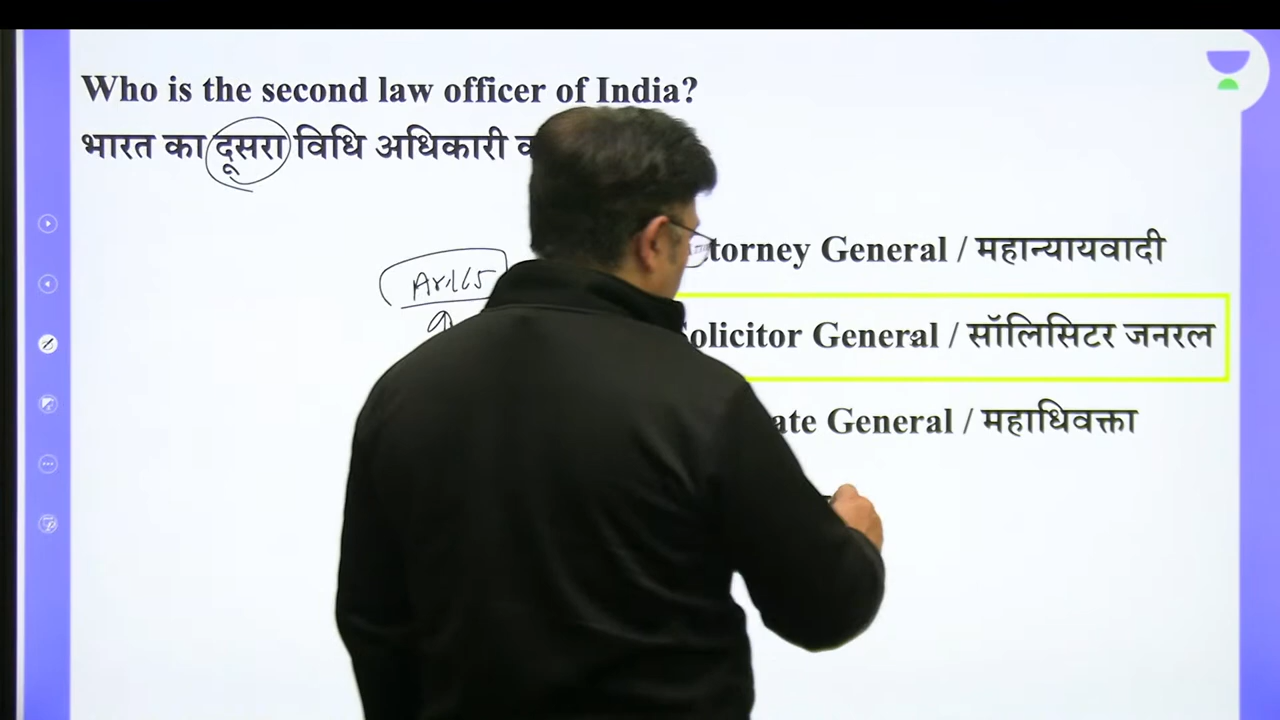 Who is the second law officer of India?
भारत का दूसरा विधि अधिकारी
torney General / महान्यायवादी
Art 165
olicitor General / सॉलिसिटर जनरल
ate General / महाधिवक्ता